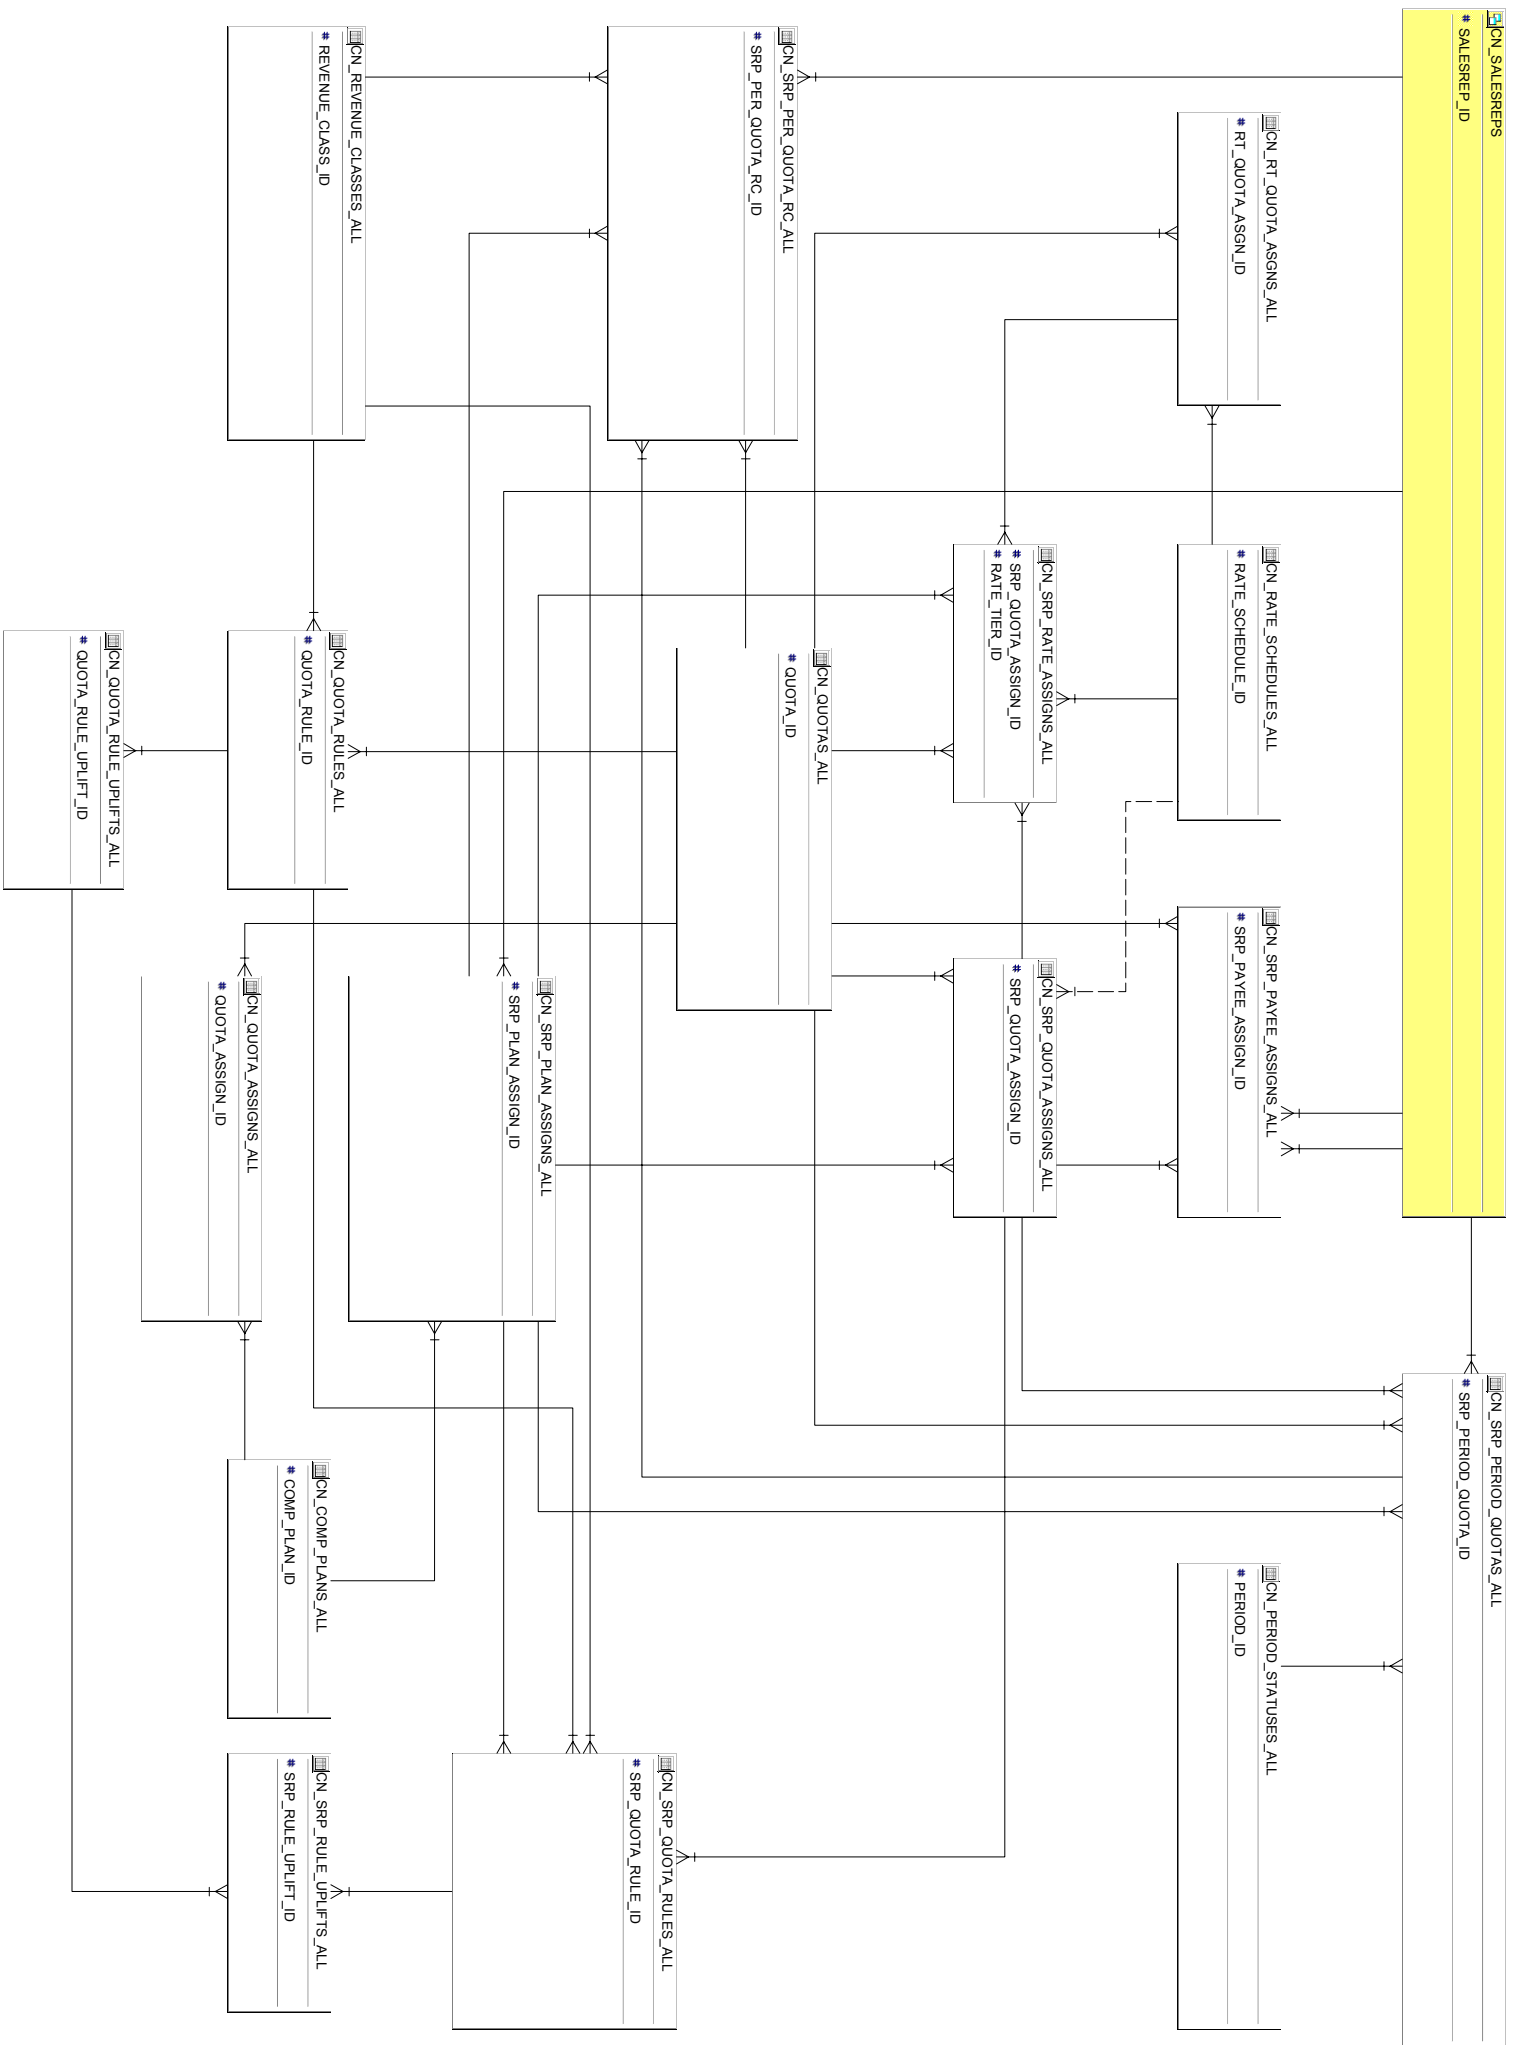 CN_SALESREPS
# SALESREP_ID
CN_RT_QUOTA_ASGNS_ALL
# RT_QUOTA_ASGN_ID
CN_RATE_SCHEDULES_ALL
# RATE_SCHEDULE_ID
CN_SRP_PAYEE_ASSIGNS_ALL
# SRP_PAYEE_ASSIGN_ID
CN_SRP_PERIOD_QUOTAS_ALL
# SRP_PERIOD_QUOTA_ID
CN_PERIOD_STATUSES_ALL
# PERIOD_ID
CN_SRP_RATE_ASSIGNS_ALL
# SRP_QUOTA_ASSIGN_ID
# RATE_TIER_ID
CN_SRP_QUOTA_ASSIGNS_ALL
# SRP_QUOTA_ASSIGN_ID
CN_SRP_PER_QUOTA_RC_ALL
# SRP_PER_QUOTA_RC_ID
CN_QUOTAS_ALL
# QUOTA_ID
CN_SRP_QUOTA_RULES_ALL
# SRP_QUOTA_RULE_ID
CN_SRP_PLAN_ASSIGNS_ALL
# SRP_PLAN_ASSIGN_ID
CN_REVENUE_CLASSES_ALL
# REVENUE_CLASS_ID
CN_QUOTA_RULES_ALL
# QUOTA_RULE_ID
CN_COMP_PLANS_ALL
# COMP_PLAN_ID
CN_SRP_RULE_UPLIFTS_ALL
# SRP_RULE_UPLIFT_ID
CN_QUOTA_ASSIGNS_ALL
# QUOTA_ASSIGN_ID
CN_QUOTA_RULE_UPLIFTS_ALL
# QUOTA_RULE_UPLIFT_ID